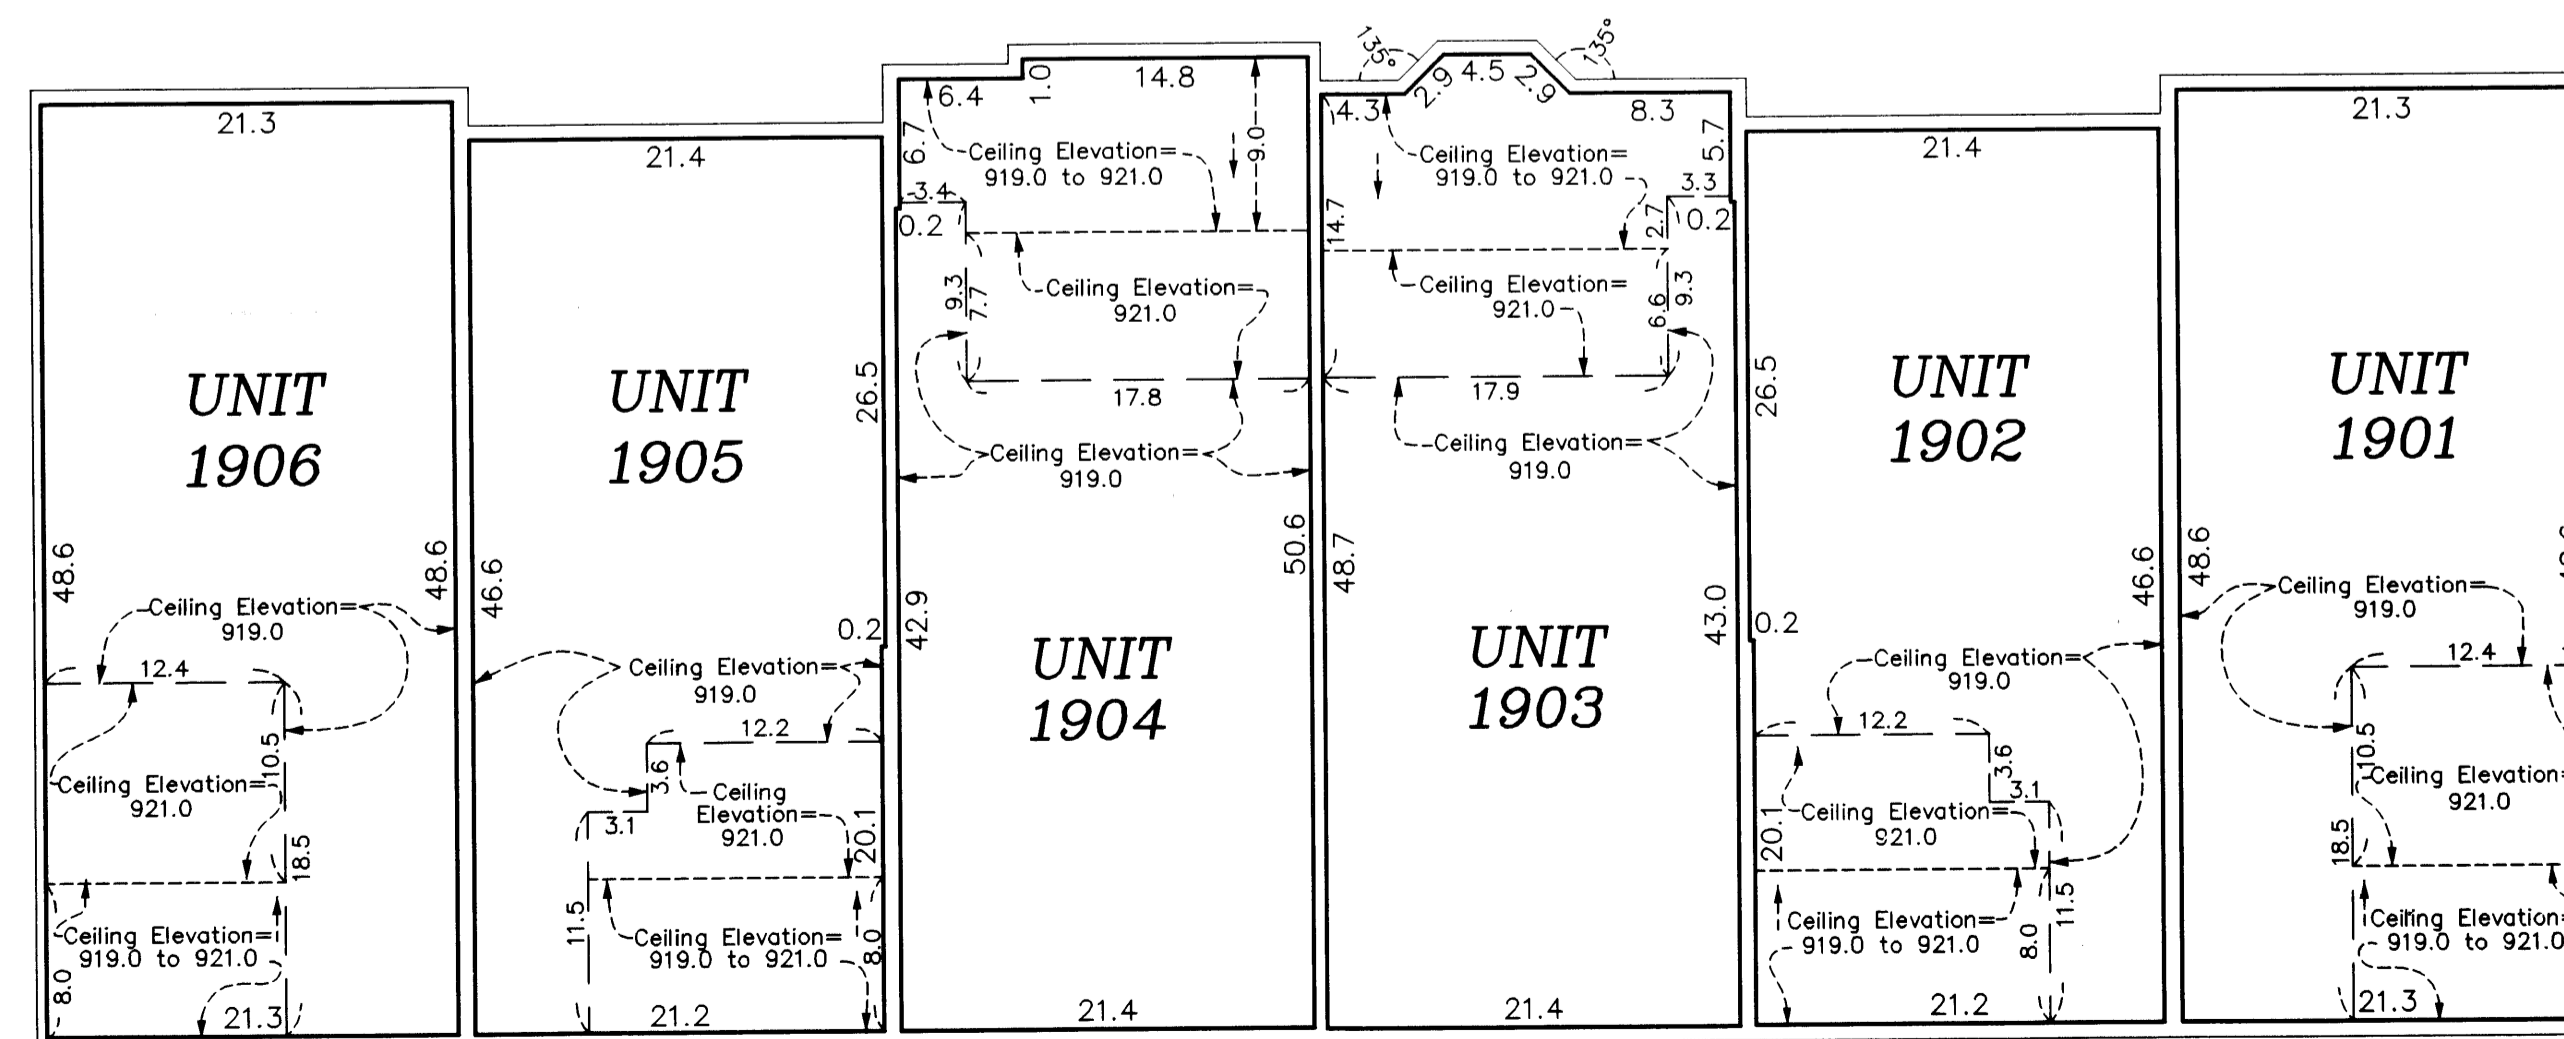 21.3
UNIT
1906
48.6
48.6
Ceiling Elevation=
919.0
12.4
10.5
Ceiling Elevation=
921.0
18.5
Ceiling Elevation=
919.0 to 921.0
8.0
21.3
21.4
UNIT
1905
26.5
46.6
0.2
Ceiling Elevation=
919.0
12.2
3.6
Ceiling
Elevation=
921.0
3.1
20.1
11.5
Ceiling Elevation=
919.0 to 921.0
8.0
21.2
6.4
1.0
14.8
6.7
Ceiling Elevation=
919.0 to 921.0
9.0
3.4
0.2
9.3
7.7
Ceiling Elevation=
921.0
17.8
Ceiling Elevation=
919.0
50.6
42.9
UNIT
1904
21.4
135°
135°
2.9
4.5
2.9
4.3
8.3
Ceiling Elevation=
919.0 to 921.0
5.7
3.3
14.7
2.7
0.2
Ceiling Elevation=
921.0
6.6
9.3
17.9
Ceiling Elevation=
919.0
48.7
43.0
UNIT
1903
21.4
21.4
UNIT
1902
26.5
46.6
0.2
Ceiling Elevation=
919.0
12.2
3.6
3.1
20.1
Ceiling Elevation=
921.0
11.5
Ceiling Elevation=
919.0 to 921.0
8.0
21.2
21.3
UNIT
1901
48.6
Ceiling Elevation=
919.0
12.4
10.5
Ceiling Elevation=
921.0
18.5
Ceiling Elevation=
919.0 to 921.0
21.3